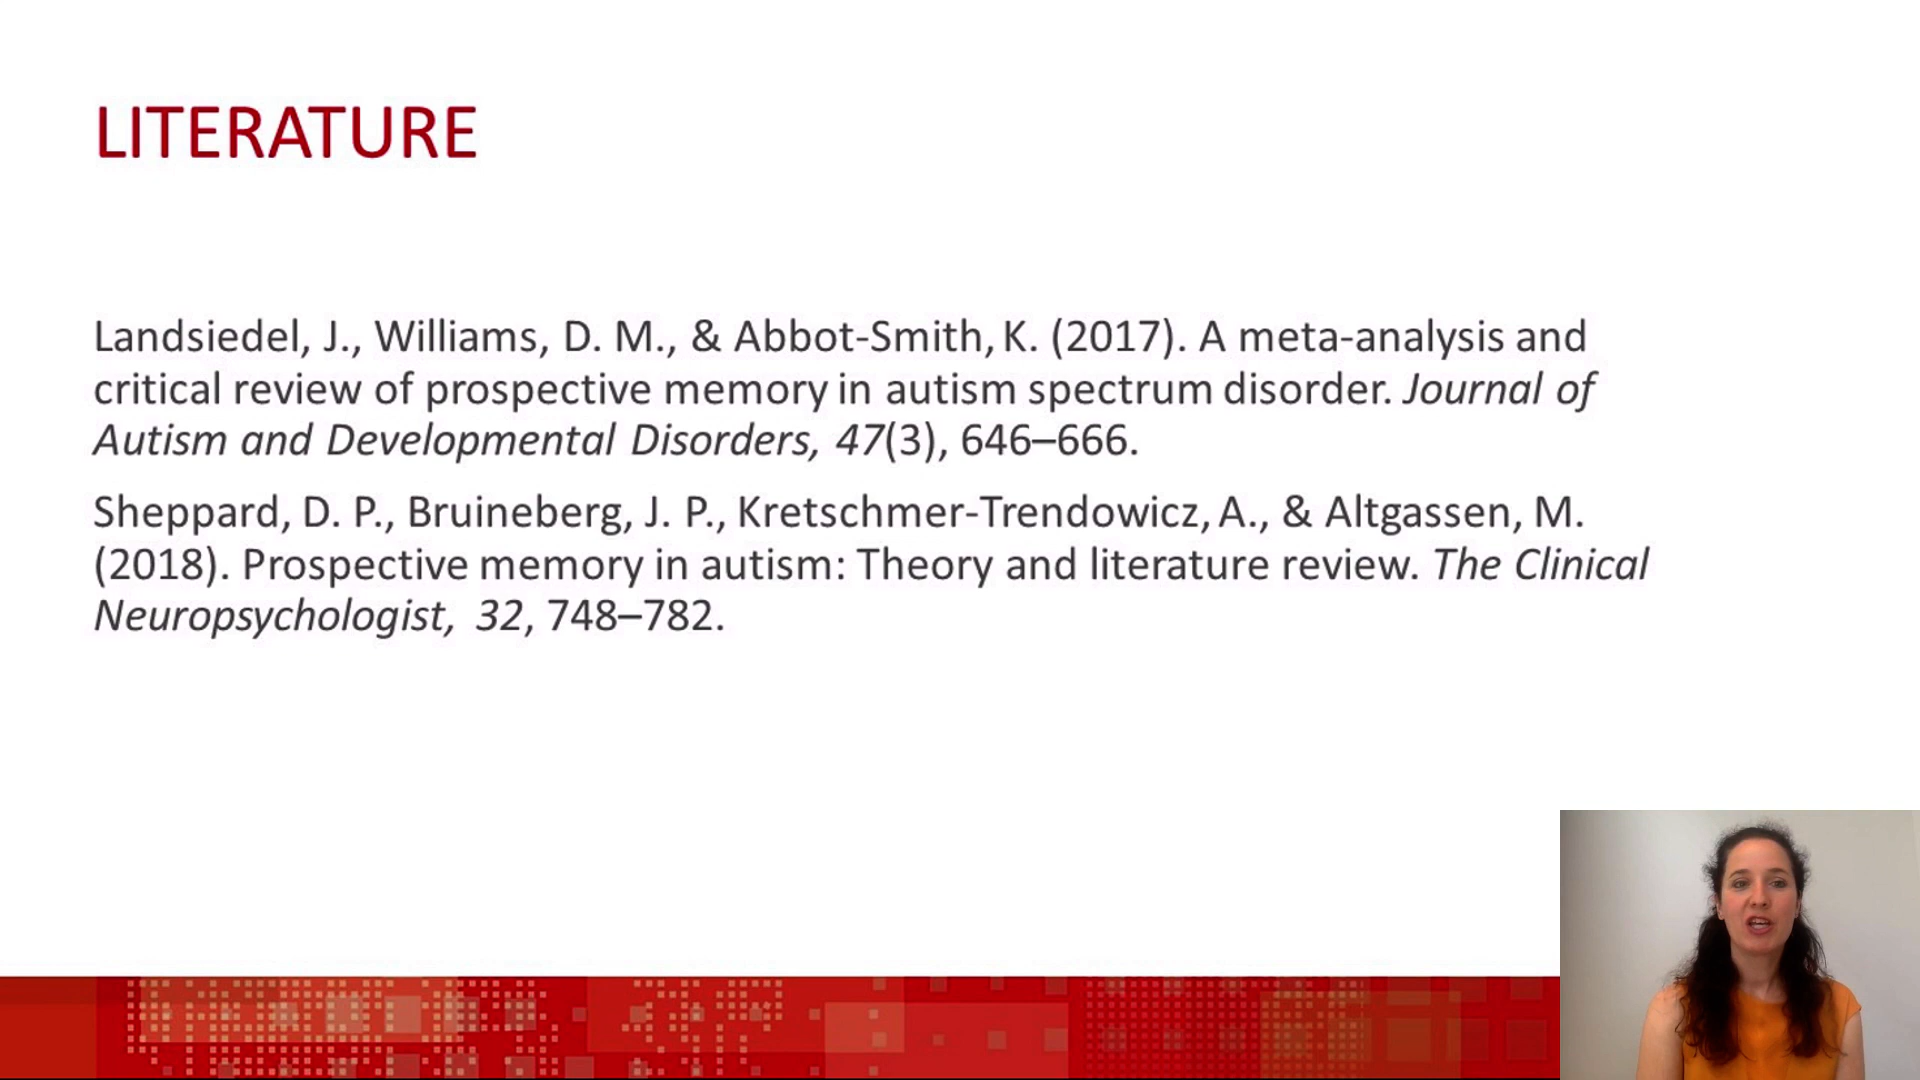 LITERATURE
Landsiedel, J., Williams, D. M., & Abbot-Smith, K. (2017). A meta-analysis and
critical review of prospective memory in autism spectrum disorder. Journal of
Autism and Developmental Disorders, 47(3), 646–666.
Sheppard, D. P., Bruineberg, J. P., Kretschmer-Trendowicz, A., & Altgassen, M.
(2018). Prospective memory in autism: Theory and literature review. The Clinical
Neuropsychologist, 32, 748–782.